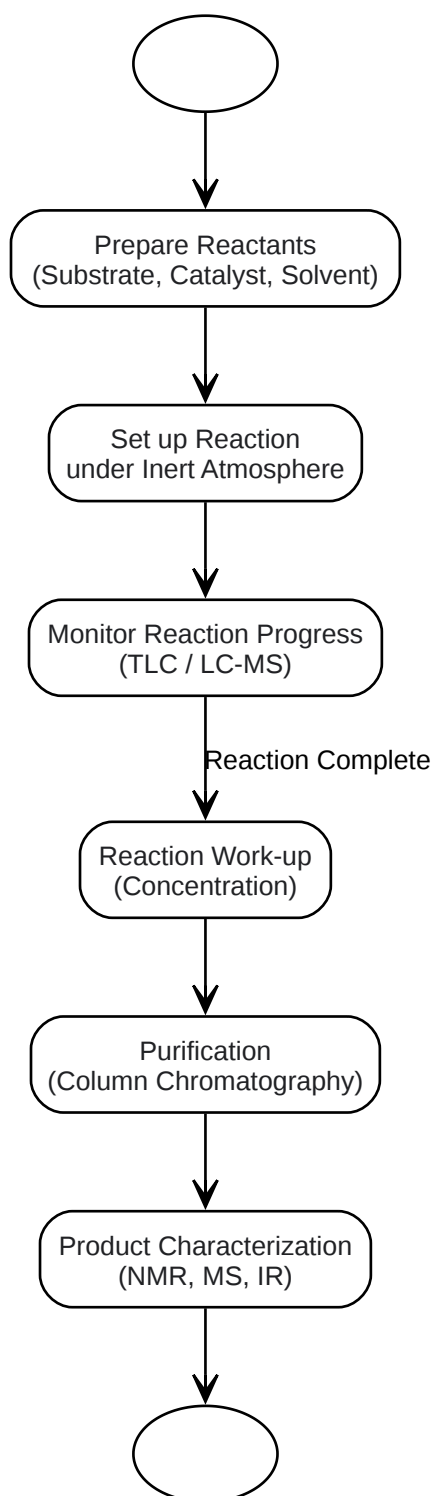 Prepare Reactants
(Substrate, Catalyst, Solvent)
Set up Reaction
under Inert Atmosphere
Monitor Reaction Progress
(TLC / LC-MS)
Reaction Complete
Reaction Work-up
(Concentration)
Purification
(Column Chromatography)
Product Characterization
(NMR, MS, IR)